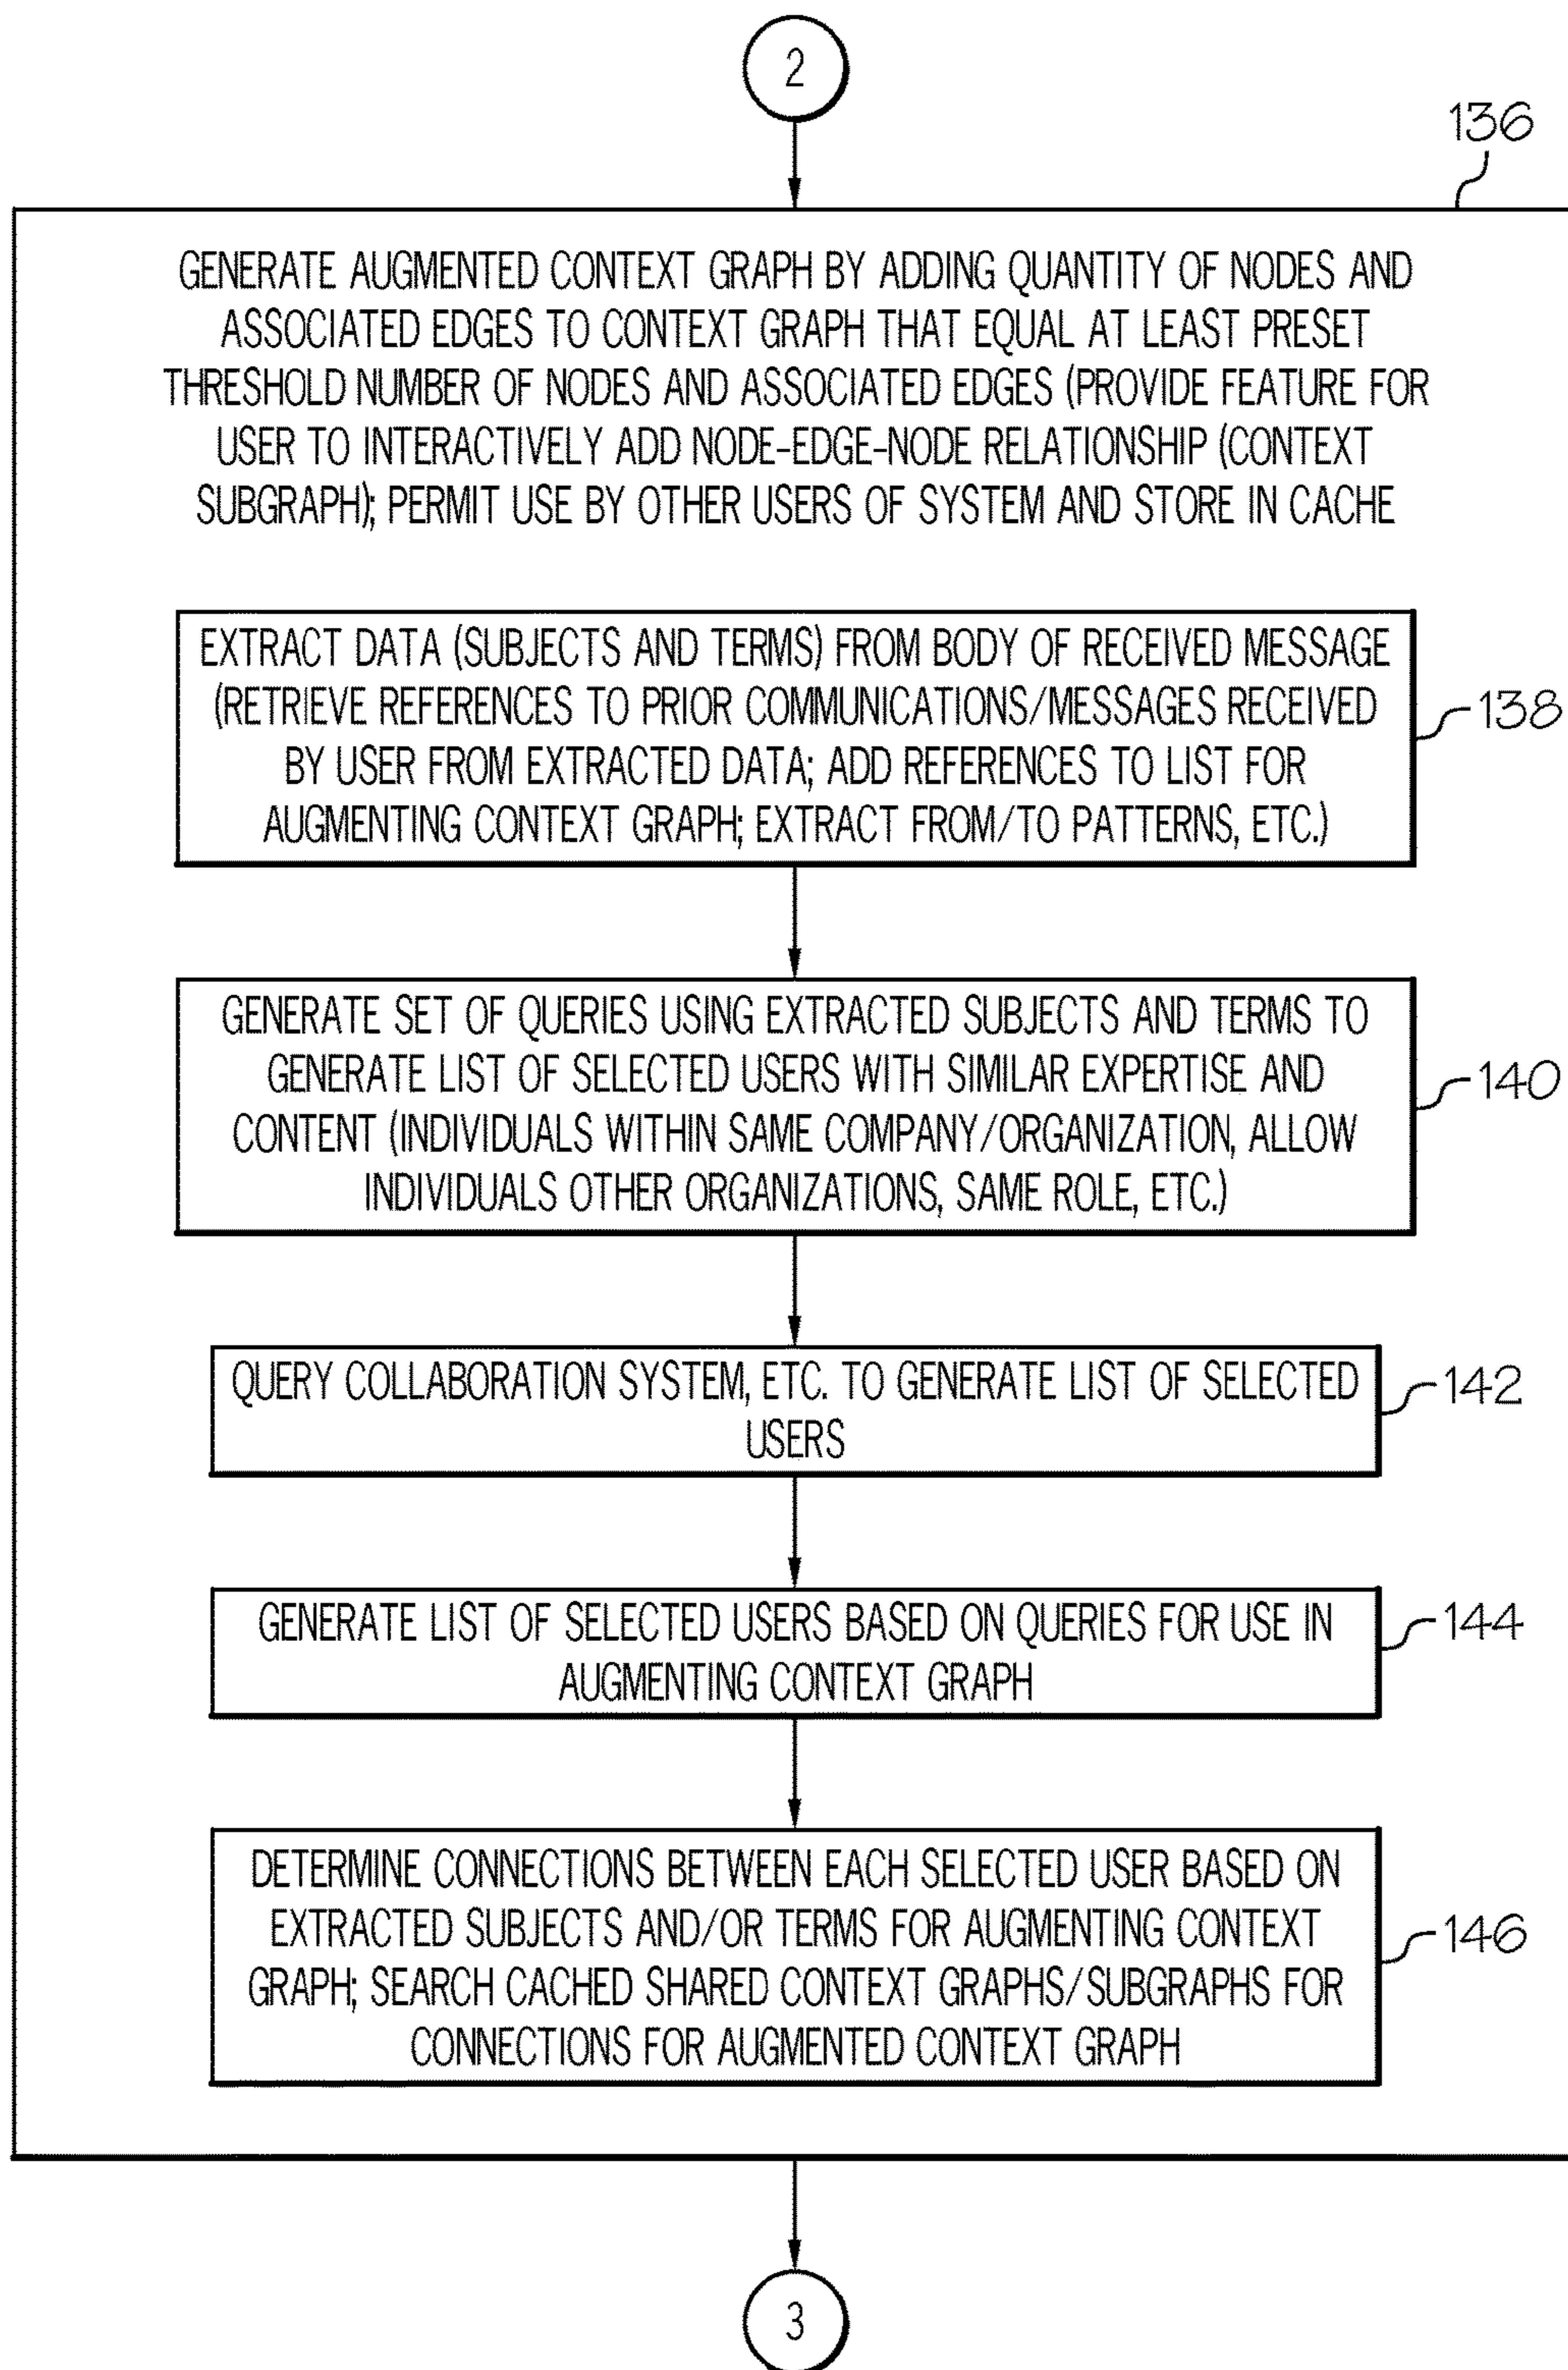 2
136
GENERATE AUGMENTED CONTEXT GRAPH BY ADDING QUANTITY OF NODES AND
ASSOCIATED EDGES TO CONTEXT GRAPH THAT EQUAL AT LEAST PRESET
THRESHOLD NUMBER OF NODES AND ASSOCIATED EDGES (PROVIDE FEATURE FOR
USER TO INTERACTIVELY ADD NODE-EDGE-NODE RELATIONSHIP (CONTEXT
SUBGRAPH); PERMIT USE BY OTHER USERS OF SYSTEM AND STORE IN CACHE
EXTRACT DATA (SUBJECTS AND TERMS) FROM BODY OF RECEIVED MESSAGE
(RETRIEVE REFERENCES TO PRIOR COMMUNICATIONS/MESSAGES RECEIVED
BY USER FROM EXTRACTED DATA; ADD REFERENCES TO LIST FOR
AUGMENTING CONTEXT GRAPH; EXTRACT FROM/TO PATTERNS, ETC.)
138
GENERATE SET OF QUERIES USING EXTRACTED SUBJECTS AND TERMS TO
GENERATE LIST OF SELECTED USERS WITH SIMILAR EXPERTISE AND
CONTENT (INDIVIDUALS WITHIN SAME COMPANY/ORGANIZATION, ALLOW
INDIVIDUALS OTHER ORGANIZATIONS, SAME ROLE, ETC.)
140
QUERY COLLABORATION SYSTEM, ETC. TO GENERATE LIST OF SELECTED
USERS
142
GENERATE LIST OF SELECTED USERS BASED ON QUERIES FOR USE IN
AUGMENTING CONTEXT GRAPH
144
DETERMINE CONNECTIONS BETWEEN EACH SELECTED USER BASED ON
EXTRACTED SUBJECTS AND/OR TERMS FOR AUGMENTING CONTEXT
GRAPH; SEARCH CACHED SHARED CONTEXT GRAPHS/SUBGRAPHS FOR
CONNECTIONS FOR AUGMENTED CONTEXT GRAPH
146
3